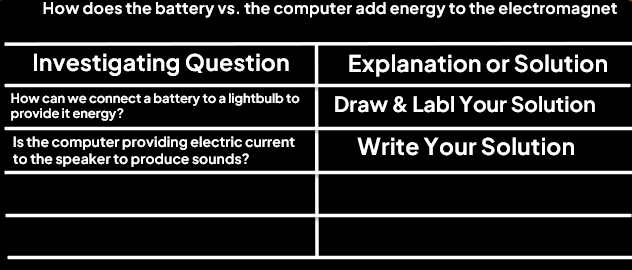 How does the battery vs. the computer add energy to the electromagnet
Investigating Question
Explanation or Solution
How can we connect a battery to a lightbulb to
provide it energy?
Draw & Labl Your Solution
Is the computer providing electric current
to the speaker to produce sounds?
Write Your Solution